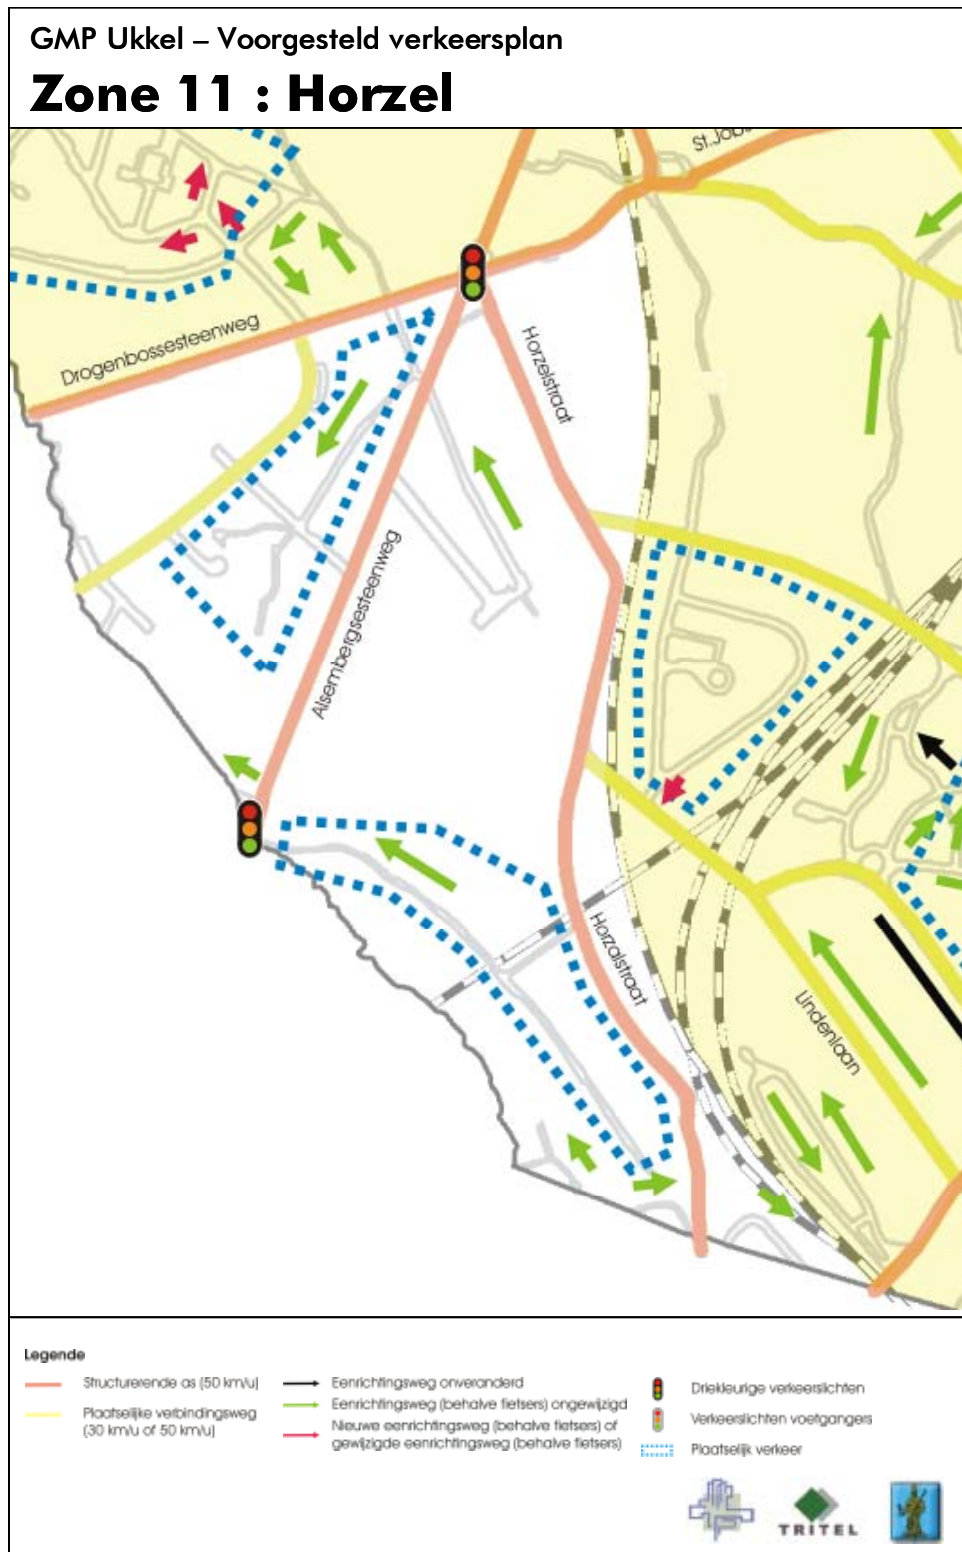 GMP Ukkel – Voorgesteld verkeersplan
Zone 11 : Horzel
Drogenbossesteenweg
Horzelstraat
Alsembergsesteenweg
Horzalstraat
Lindenlaan
Legende
Structurerende as (50 km/u)
Plaatselijke verbindingsweg
(30 km/u of 50 km/u)
Eenrichtingsweg onveranderd
Eenrichtingsweg (behalve fietsers) ongewijzigd
Nieuwe eenrichtingsweg (behalve fietsers) of
gewijzigde eenrichtingsweg (behalve fietsers)
Driekleurige verkeerslichten
Verkeerslichten voetgangers
Plaatselijk verkeer
TRITEL